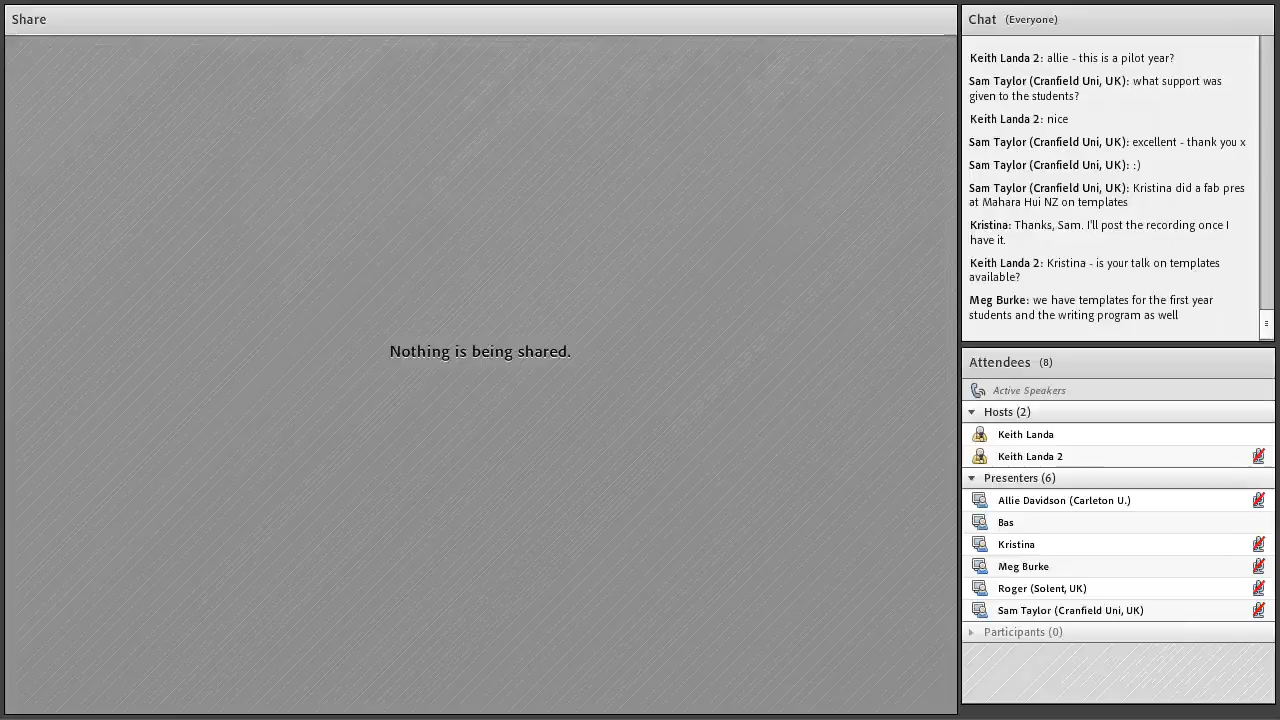 Share
Nothing is being shared.
Chat (Everyone)
Keith Landa 2: allie - this is a pilot year?
Sam Taylor (Cranfield Uni, UK): what support was
given to the students?
Keith Landa 2: nice
Sam Taylor (Cranfield Uni, UK): excellent - thank you x
Sam Taylor (Cranfield Uni, UK): :)
Sam Taylor (Cranfield Uni, UK): Kristina did a fab pres
at Mahara Hui NZ on templates
Kristina: Thanks, Sam. I'll post the recording once I
have it.
Keith Landa 2: Kristina - is your talk on templates
available?
Meg Burke: we have templates for the first year
students and the writing program as well
Attendees (8)
Active Speakers
Hosts (2)
Keith Landa
Keith Landa 2
Presenters (6)
Allie Davidson (Carleton U.)
Bas
Kristina
Meg Burke
Roger (Solent, UK)
Sam Taylor (Cranfield Uni, UK)
Participants (0)